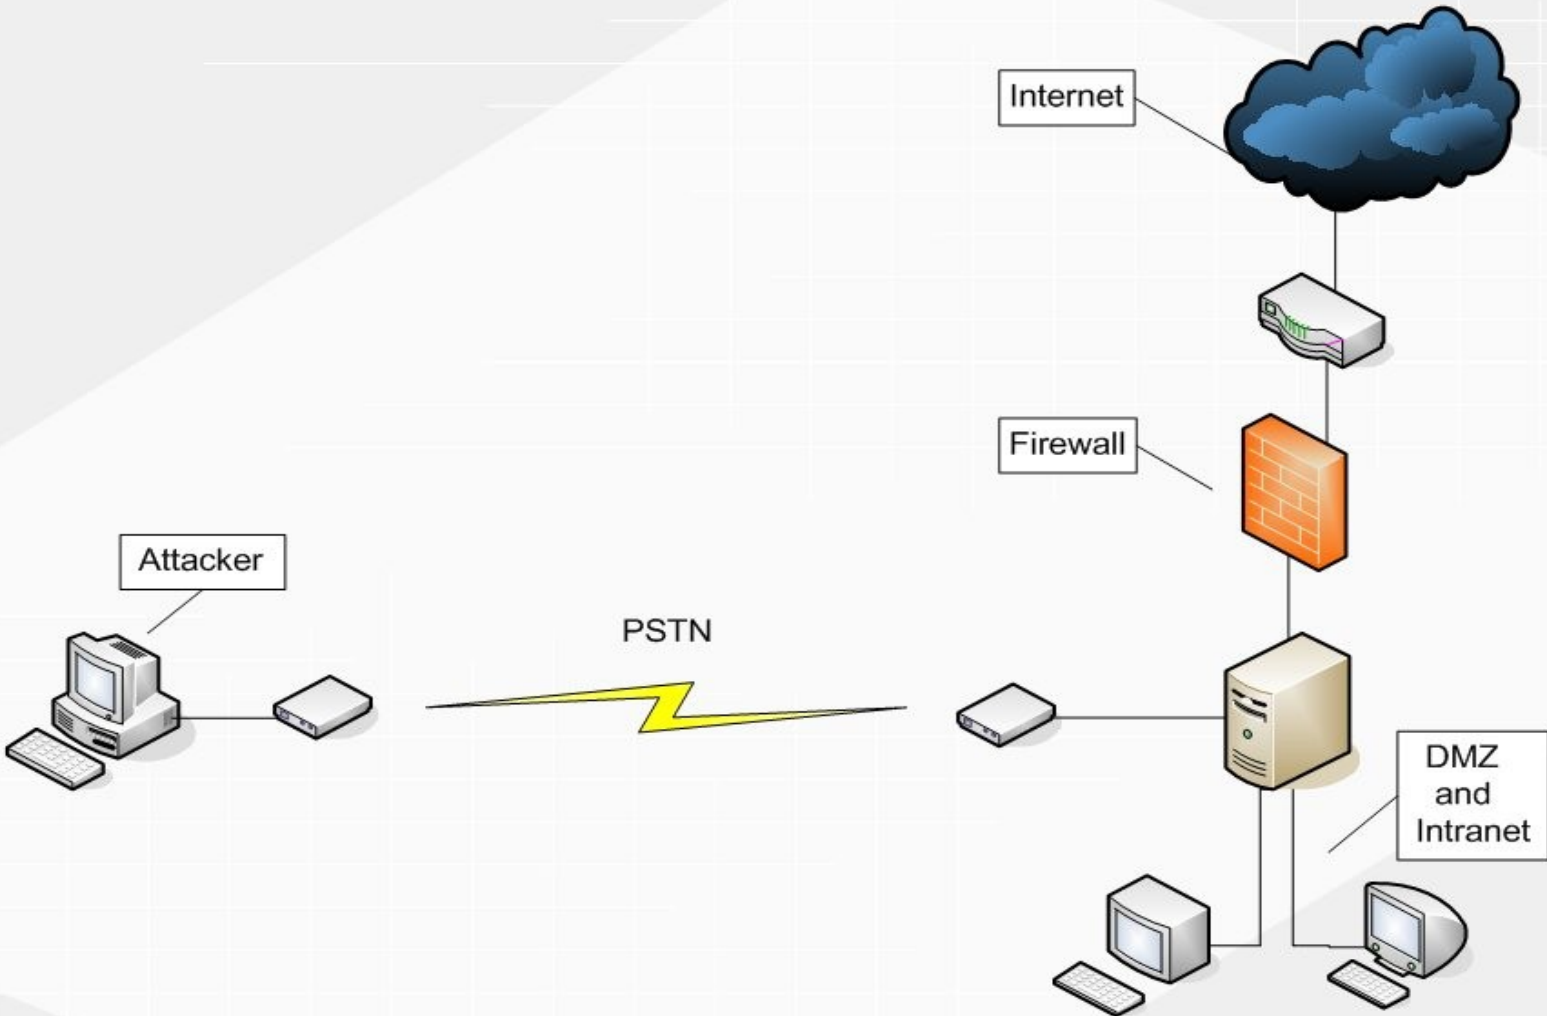 Internet
Firewall
Attacker
PSTN
DMZ
and
Intranet